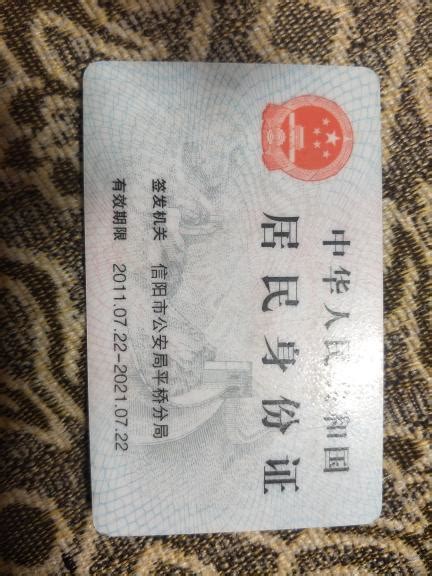 中华人民共和国
居民身份证
签发机关 信阳市公安局平桥分局
有效期限 2011.07.22-2021.07.22